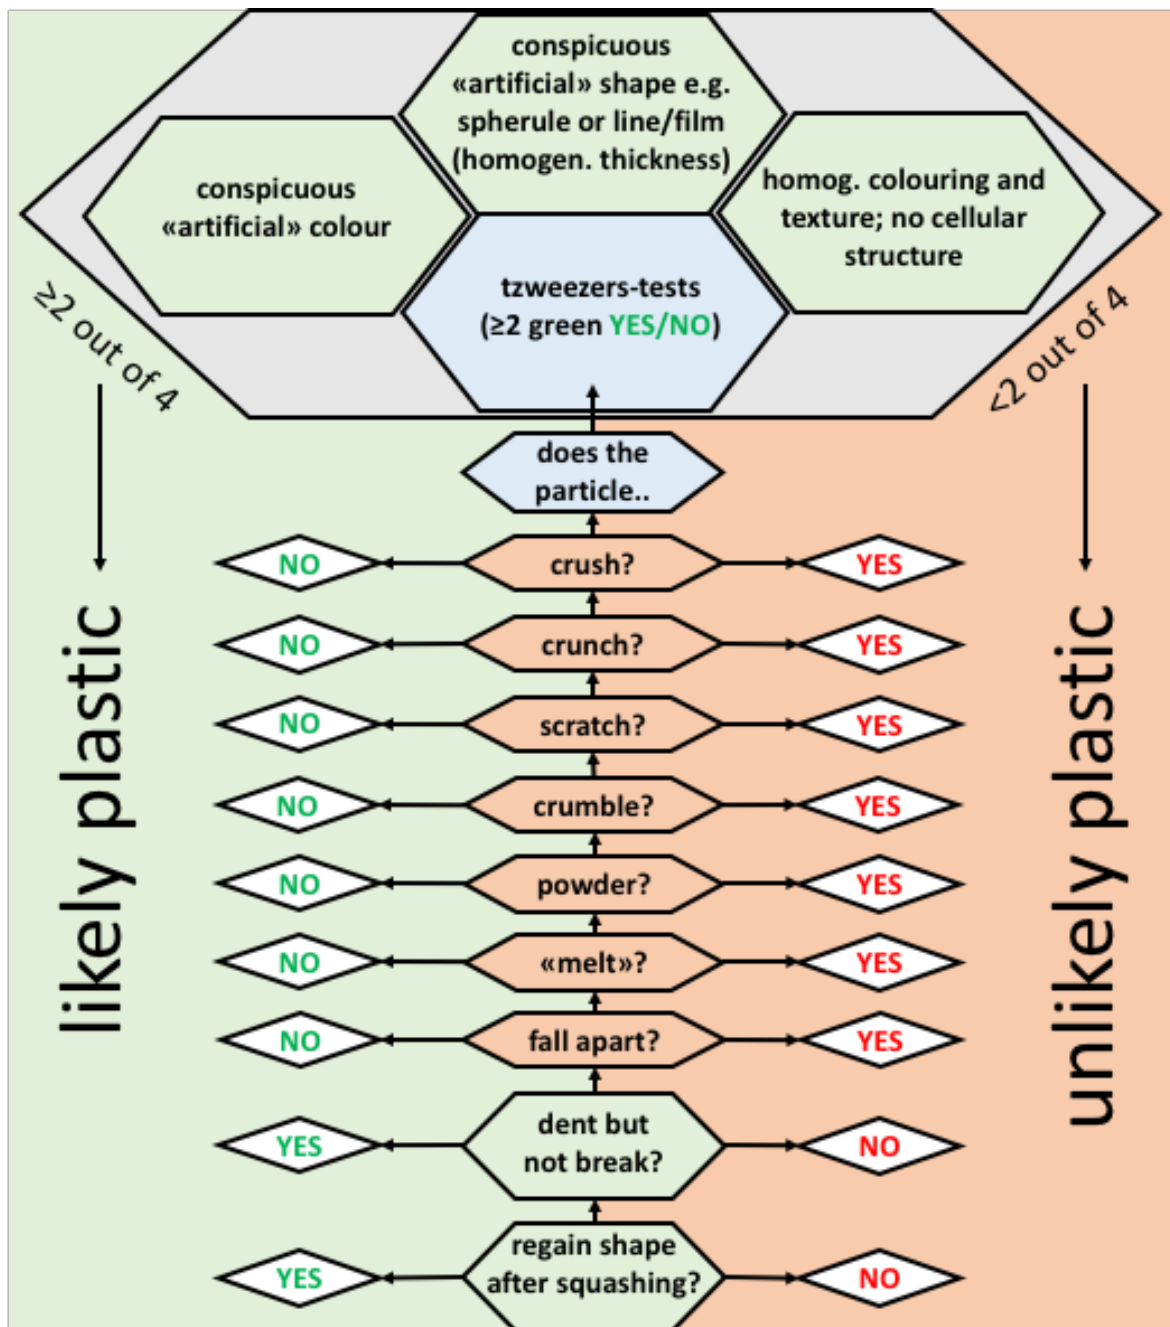 conspicuous
«artificial» shape e.g.
spherule or line/film
(homogen. thickness)
conspicuous
«artificial» colour
homog. colouring and
texture; no cellular
structure
tzweezers-tests
(≥2 green YES/NO)
≥2 out of 4
<2 out of 4
does the
particle..
NO
crush?
YES
NO
crunch?
YES
NO
scratch?
YES
NO
crumble?
YES
NO
powder?
YES
NO
«melt»?
YES
NO
fall apart?
YES
YES
dent but
not break?
NO
YES
regain shape
after squashing?
NO
likely plastic
unlikely plastic